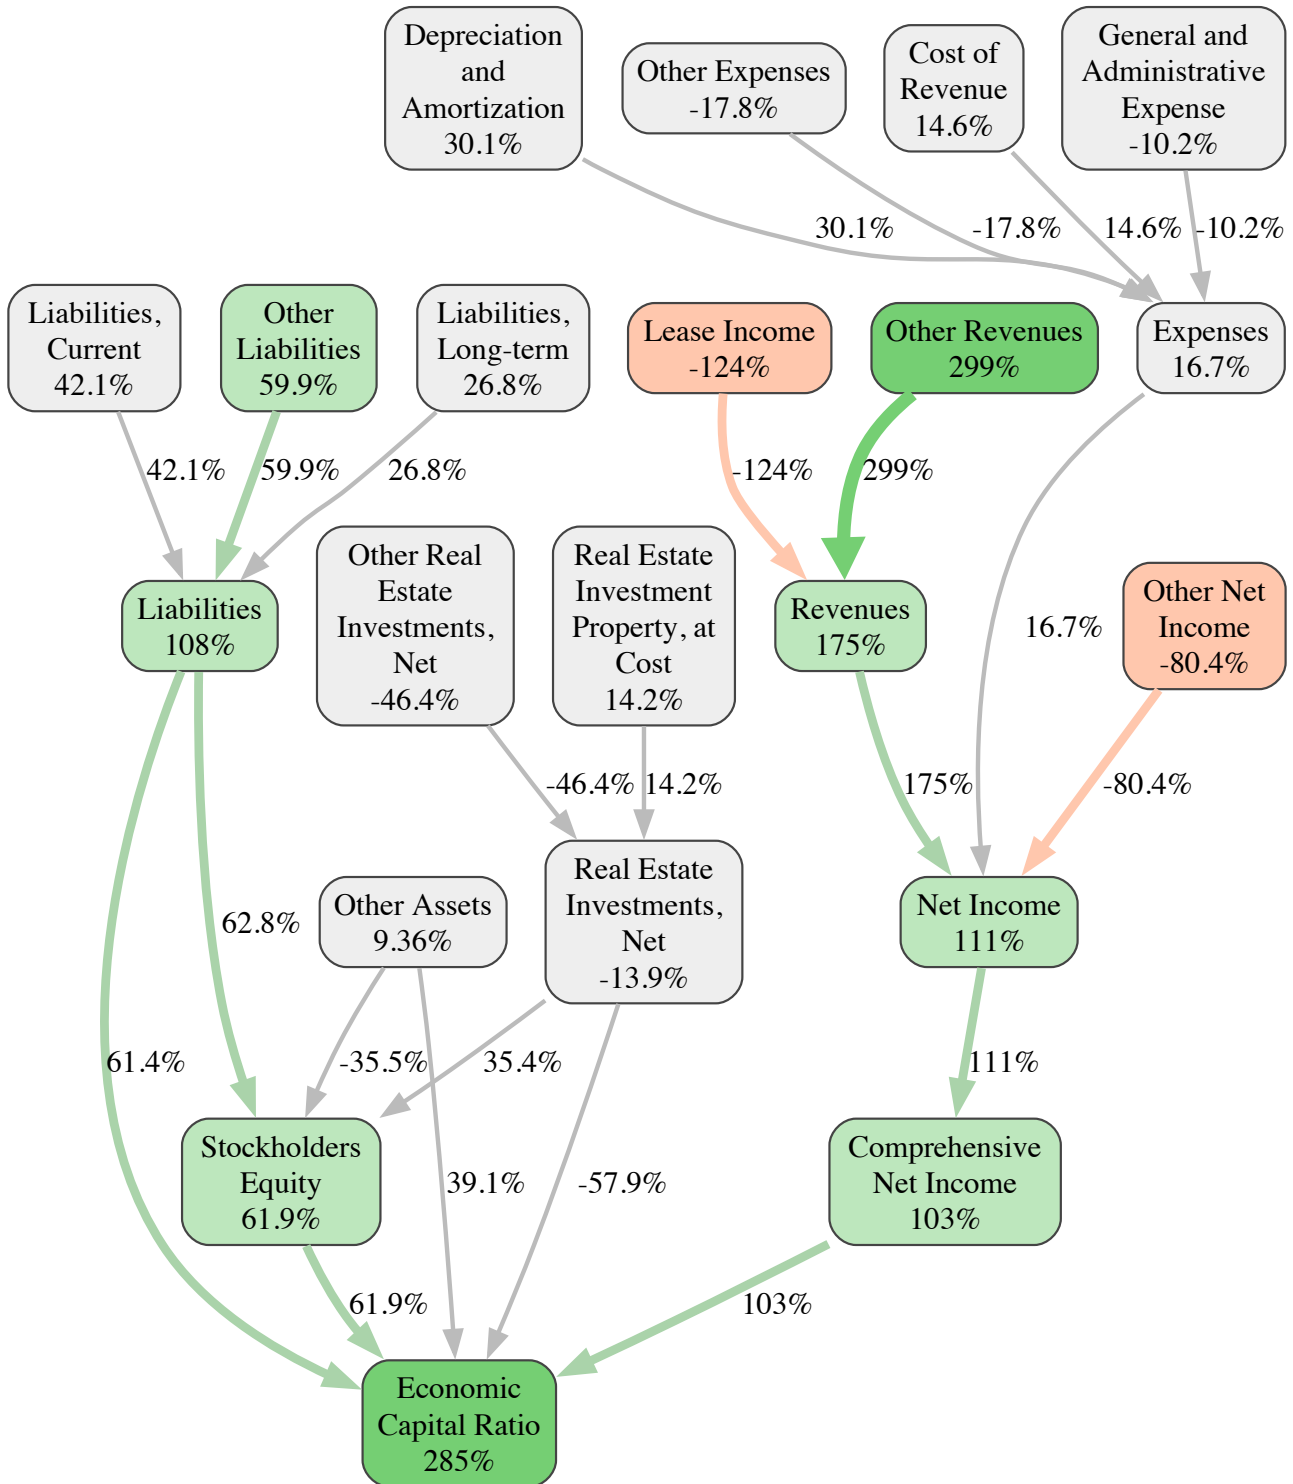 Depreciation
and
Amortization
30.1%
Other Expenses
-17.8%
Cost of
Revenue
14.6%
General and
Administrative
Expense
-10.2%
30.1%
-17.8%
14.6%
-10.2%
Liabilities,
Current
42.1%
Other
Liabilities
59.9%
Liabilities,
Long-term
26.8%
Lease Income
-124%
Other Revenues
299%
Expenses
16.7%
42.1%
59.9%
26.8%
-124%
299%
Liabilities
108%
Other Real
Estate
Investments,
Net
-46.4%
Real Estate
Investment
Property, at
Cost
14.2%
Revenues
175%
16.7%
Other Net
Income
-80.4%
-46.4%
14.2%
175%
-80.4%
62.8%
Other Assets
9.36%
Real Estate
Investments,
Net
-13.9%
Net Income
111%
61.4%
-35.5%
35.4%
111%
Stockholders
Equity
61.9%
39.1%
-57.9%
Comprehensive
Net Income
103%
61.9%
103%
Economic
Capital Ratio
285%